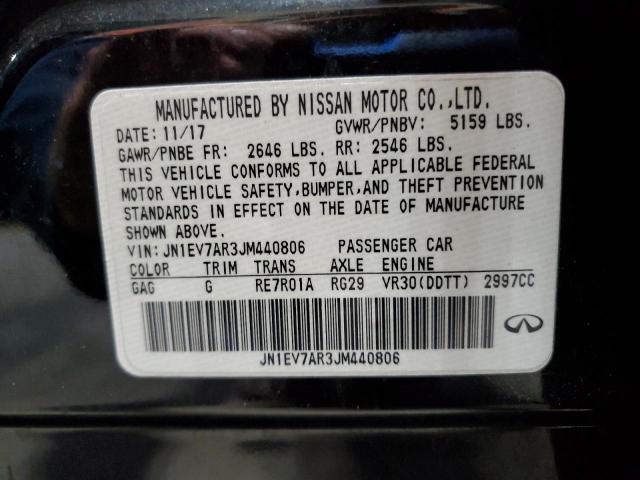 MANUFACTURED BY NISSAN MOTOR CO.,LTD.
DATE: 11/17 GVWR/PNBV: 5159 LBS.
GAWR/PNBE FR: 2646 LBS. RR: 2546 LBS.
THIS VEHICLE CONFORMS TO ALL APPLICABLE FEDERAL
MOTOR VEHICLE SAFETY,BUMPER,AND THEFT PREVENTION
STANDARDS IN EFFECT ON THE DATE OF MANUFACTURE
SHOWN ABOVE.
VIN: JN1EV7AR3JM440806 PASSENGER CAR
COLOR TRIM TRANS AXLE ENGINE
GAG G RE7R01A RG29 VR30(DDTT) 2997CC
JN1EV7AR3JM440806